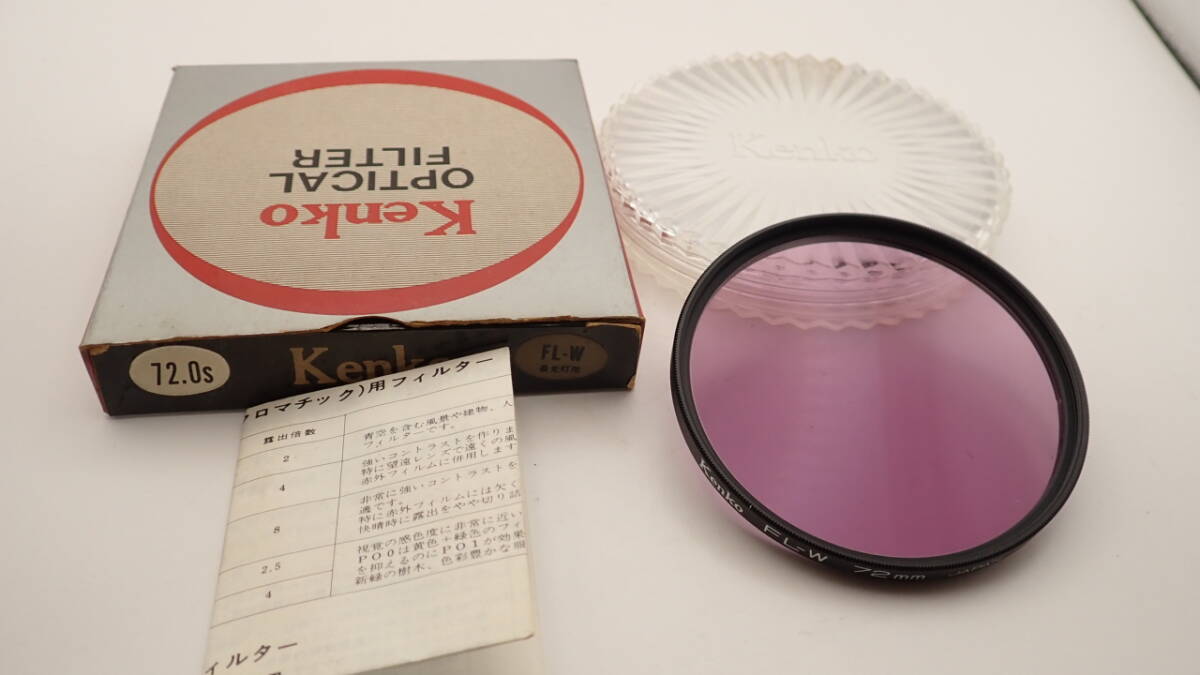 Kenko
OPTICAL
FILTER
72.0s
Kenko
FL-W
昼光灯用
Kenko
Kenko FL-W 72mm JAPAN
クロマチック)用フィルター
露出倍数
青空を含む風景や建物、人
フィルターです。
2
強いコントラストを作りま
特に望遠レンズで遠くの風
赤外フィルムに併用します
4
非常に強いコントラストを
適です。
特に赤外フィルムには欠く
快晴時に露出をやや切り詰
8
視覚の感色度に非常に近い
PO0は黄色+緑色のフィ
を抑えるのにPO1が効果
新緑の樹木、色彩豊かな服
2.5
4
ィルター